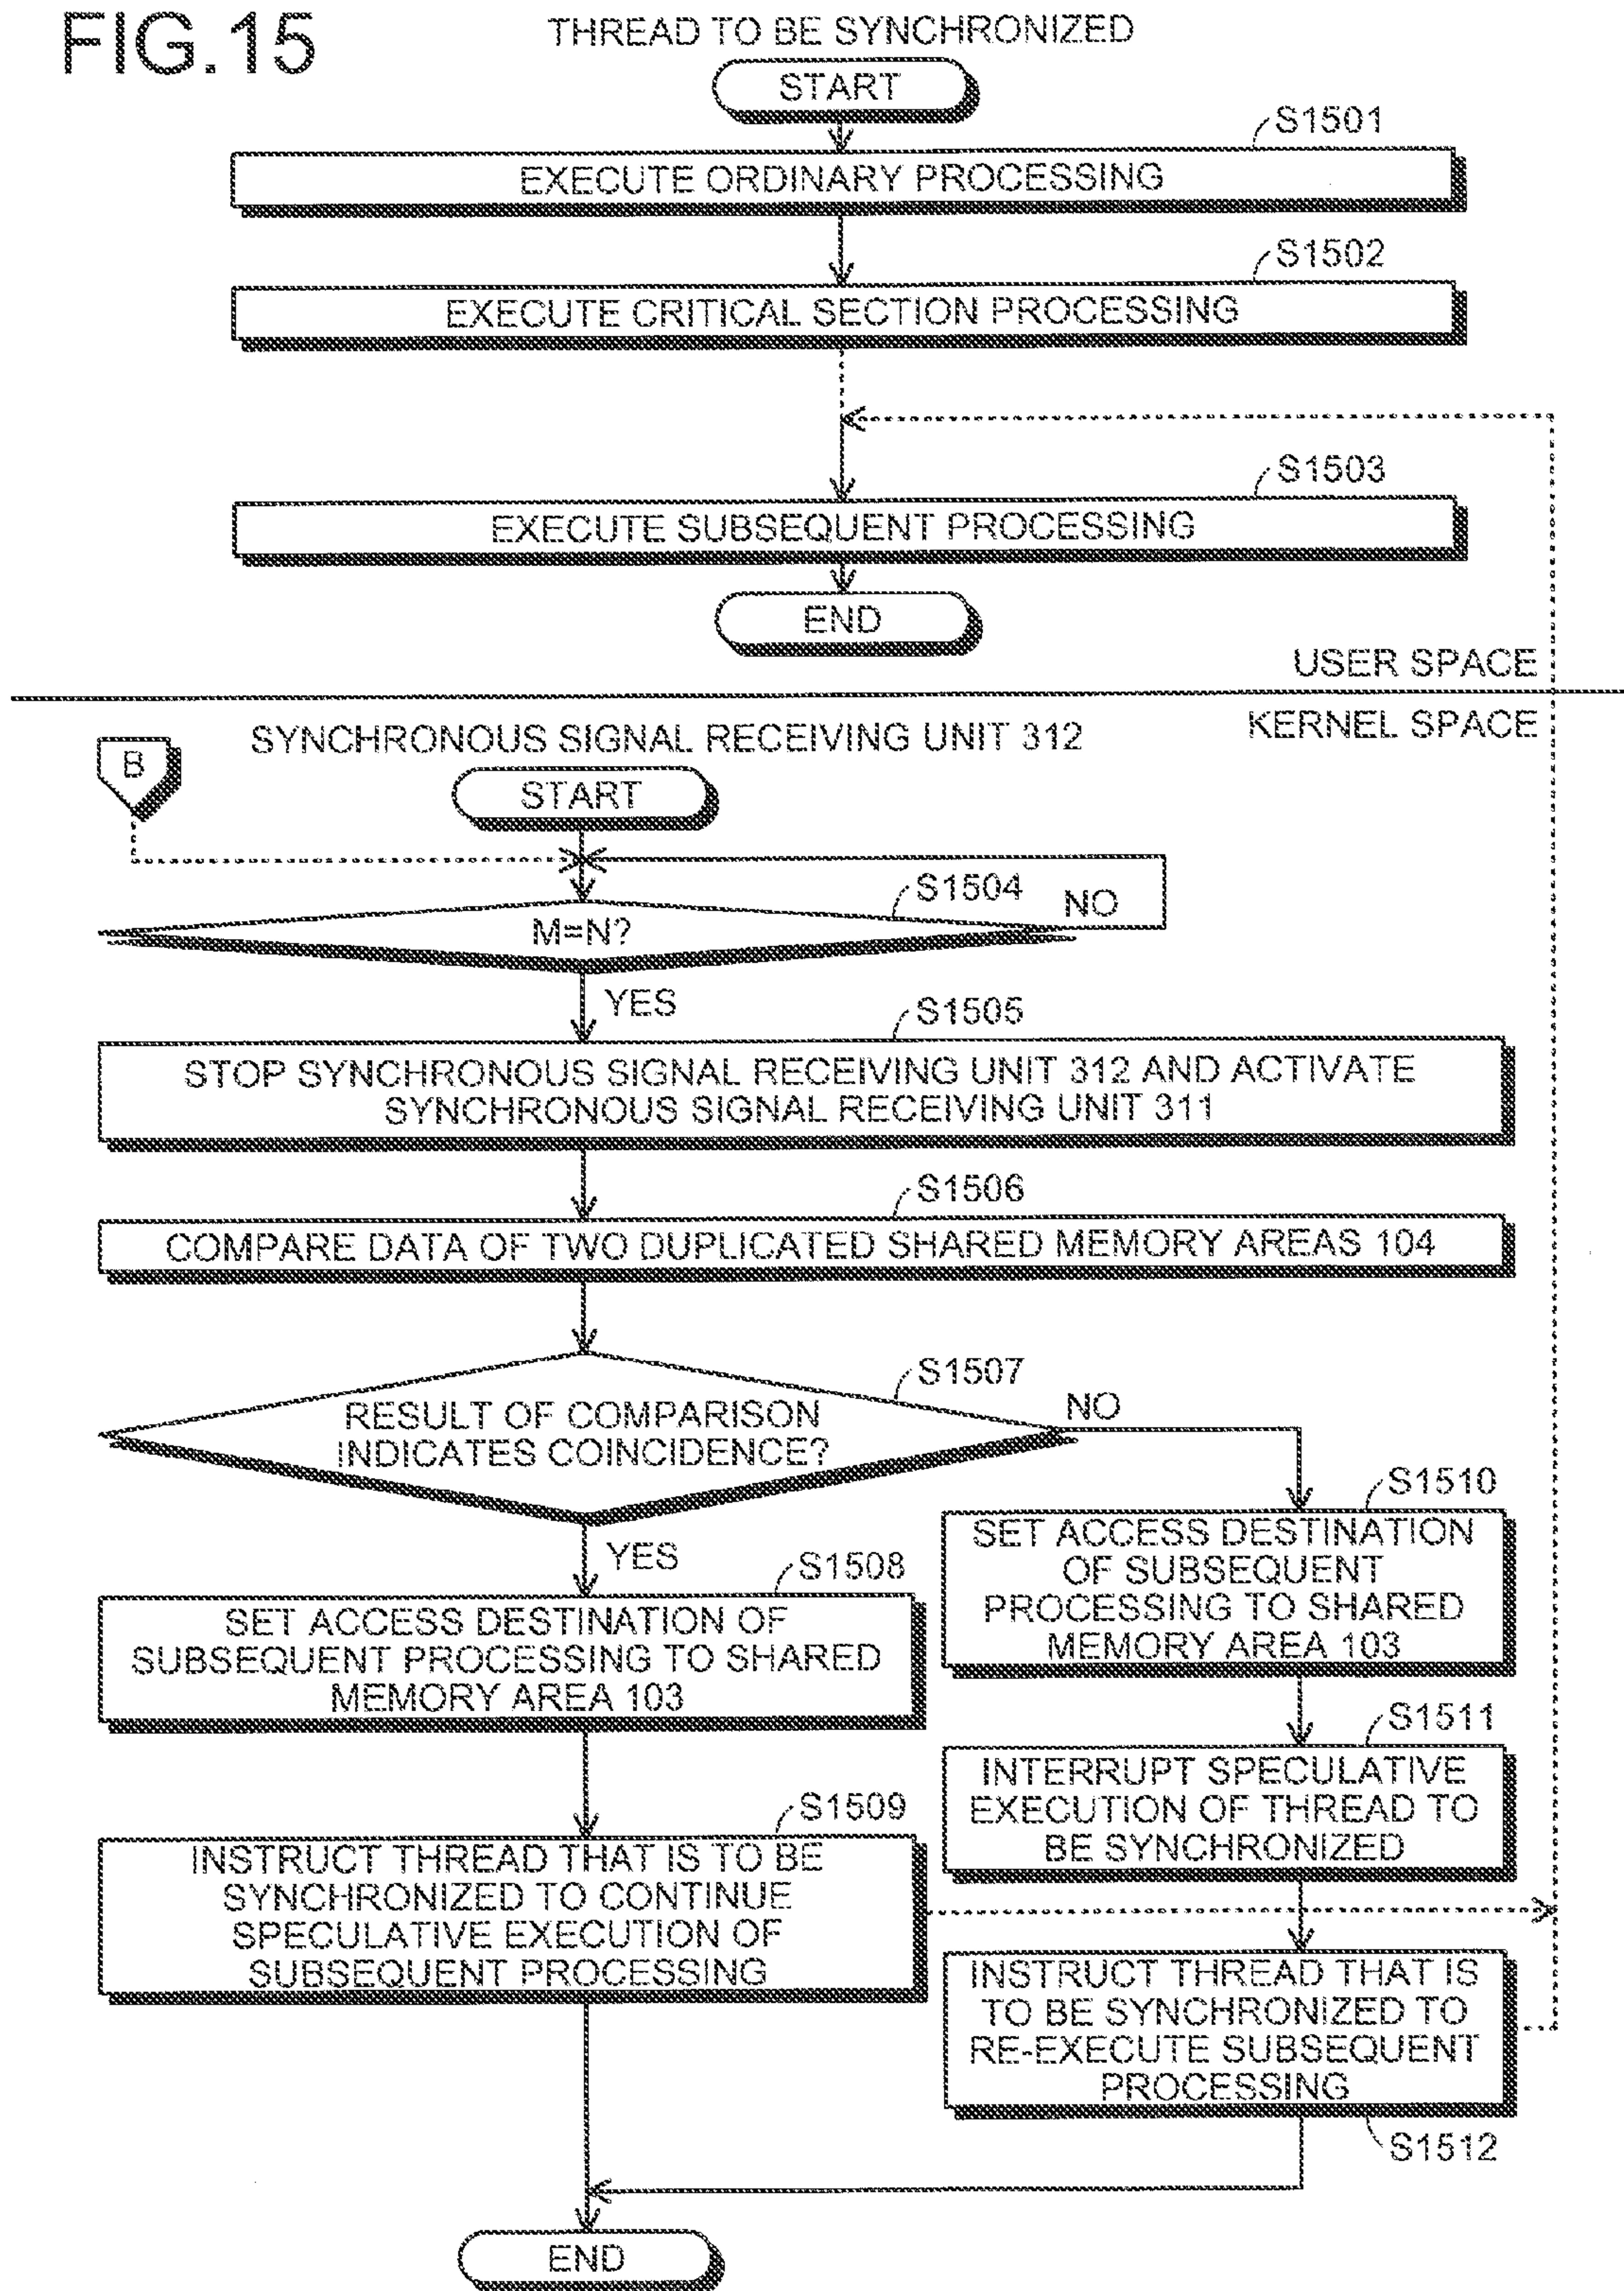 FIG.15
THREAD TO BE SYNCHRONIZED
START
S1501
EXECUTE ORDINARY PROCESSING
S1502
EXECUTE CRITICAL SECTION PROCESSING
S1503
EXECUTE SUBSEQUENT PROCESSING
END
USER SPACE
KERNEL SPACE
B
SYNCHRONOUS SIGNAL RECEIVING UNIT 312
START
S1504
NO
M=N?
YES
S1505
STOP SYNCHRONOUS SIGNAL RECEIVING UNIT 312 AND ACTIVATE
SYNCHRONOUS SIGNAL RECEIVING UNIT 311
S1506
COMPARE DATA OF TWO DUPLICATED SHARED MEMORY AREAS 104
S1507
RESULT OF COMPARISON
INDICATES COINCIDENCE?
NO
YES
S1508
SET ACCESS DESTINATION OF
SUBSEQUENT PROCESSING TO SHARED
MEMORY AREA 103
S1509
INSTRUCT THREAD THAT IS TO BE
SYNCHRONIZED TO CONTINUE
SPECULATIVE EXECUTION OF
SUBSEQUENT PROCESSING
S1510
SET ACCESS DESTINATION
OF SUBSEQUENT
PROCESSING TO SHARED
MEMORY AREA 103
S1511
INTERRUPT SPECULATIVE
EXECUTION OF THREAD TO
BE SYNCHRONIZED
INSTRUCT THREAD THAT IS
TO BE SYNCHRONIZED TO
RE-EXECUTE SUBSEQUENT
PROCESSING
S1512
END